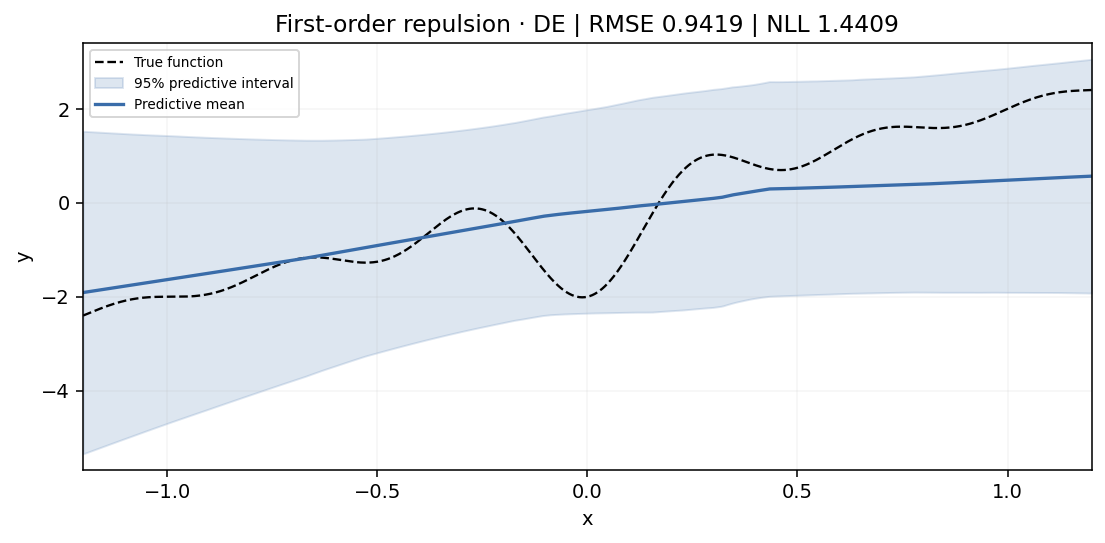 First-order repulsion · DE | RMSE 0.9419 | NLL 1.4409
True function
95% predictive interval
Predictive mean
2
0
−2
−4
y
−1.0
−0.5
0.0
0.5
1.0
x